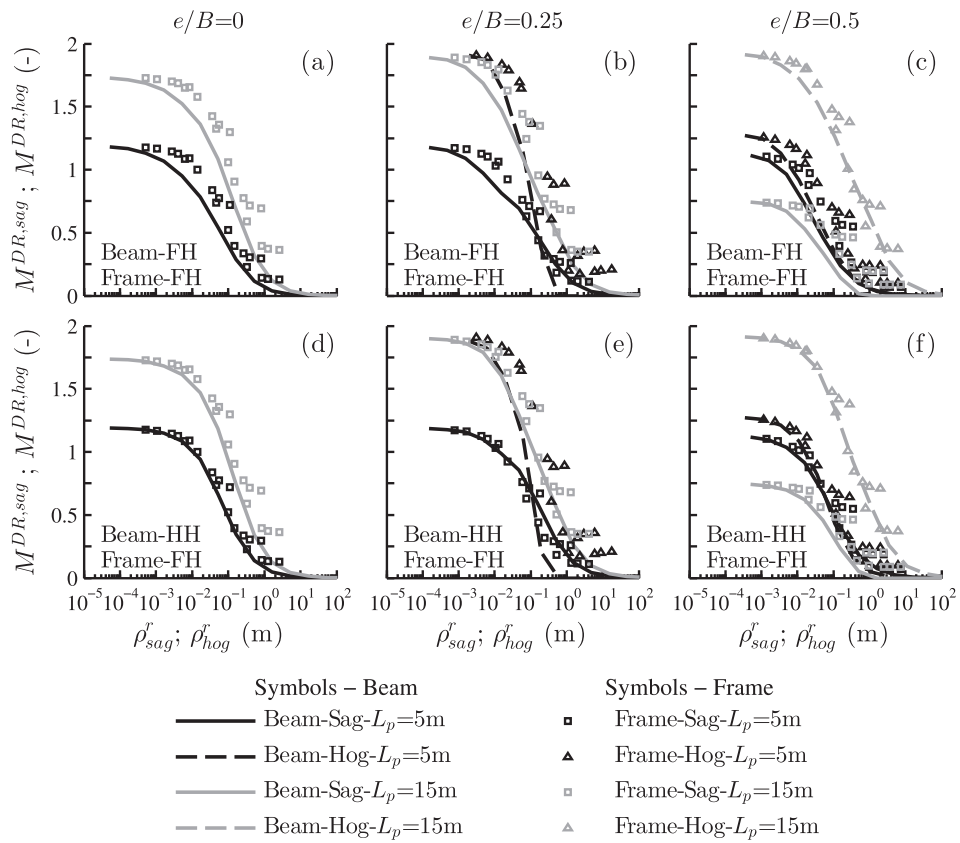 e/B=0 e/B=0.25 e/B=0.5
M^{DR,sag}; M^{DR,hog} (-)
2
1.5
1
0.5
0
(a)
Beam-FH
Frame-FH
(b)
Beam-FH
Frame-FH
(c)
Beam-FH
Frame-FH
M^{DR,sag}; M^{DR,hog} (-)
2
1.5
1
0.5
0
(d)
Beam-HH
Frame-FH
(e)
Beam-HH
Frame-FH
(f)
Beam-HH
Frame-FH
10^{-5} 10^{-4} 10^{-3} 10^{-2} 10^{-1} 10^{0} 10^{1} 10^{2}
10^{-5} 10^{-4} 10^{-3} 10^{-2} 10^{-1} 10^{0} 10^{1} 10^{2}
10^{-5} 10^{-4} 10^{-3} 10^{-2} 10^{-1} 10^{0} 10^{1} 10^{2}
ρ^r_{sag}; ρ^r_{hog} (m)
ρ^r_{sag}; ρ^r_{hog} (m)
ρ^r_{sag}; ρ^r_{hog} (m)
Symbols – Beam
Beam-Sag-L_p=5m
Beam-Hog-L_p=5m
Beam-Sag-L_p=15m
Beam-Hog-L_p=15m
Symbols – Frame
Frame-Sag-L_p=5m
Frame-Hog-L_p=5m
Frame-Sag-L_p=15m
Frame-Hog-L_p=15m